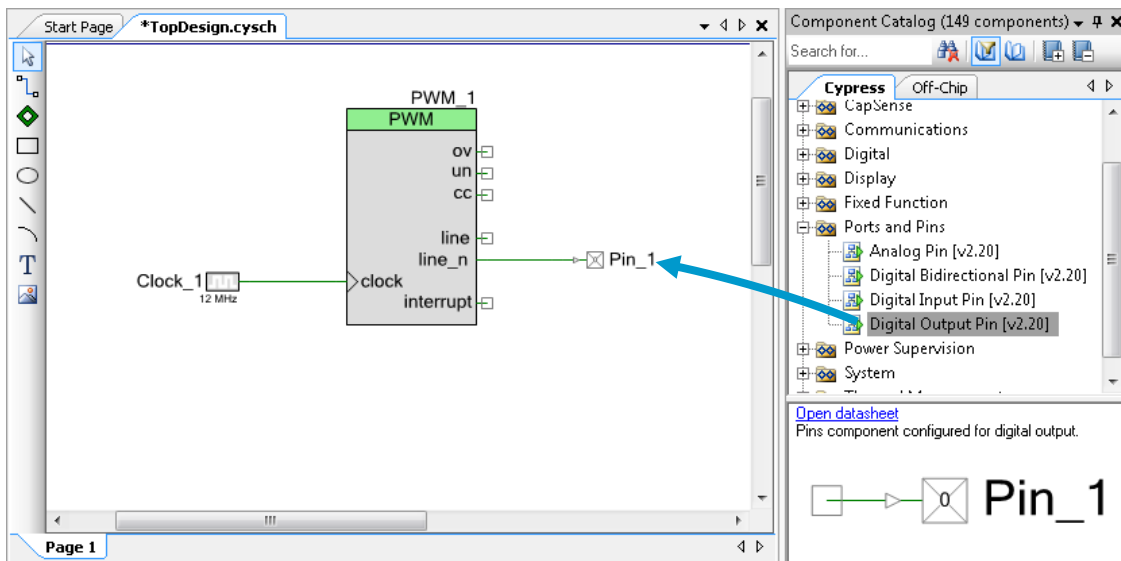 Start Page
*TopDesign.cysch
PWM_1
PWM
ov
un
cc
line
line_n
Pin_1
Clock_1
12 MHz
clock
interrupt
T
Page 1
Component Catalog (149 components)
Search for...
Cypress
Off-Chip
CapSense
Communications
Digital
Display
Fixed Function
Ports and Pins
Analog Pin [v2.20]
Digital Bidirectional Pin [v2.20]
Digital Input Pin [v2.20]
Digital Output Pin [v2.20]
Power Supervision
System
Open datasheet
Pins component configured for digital output.
0
Pin_1